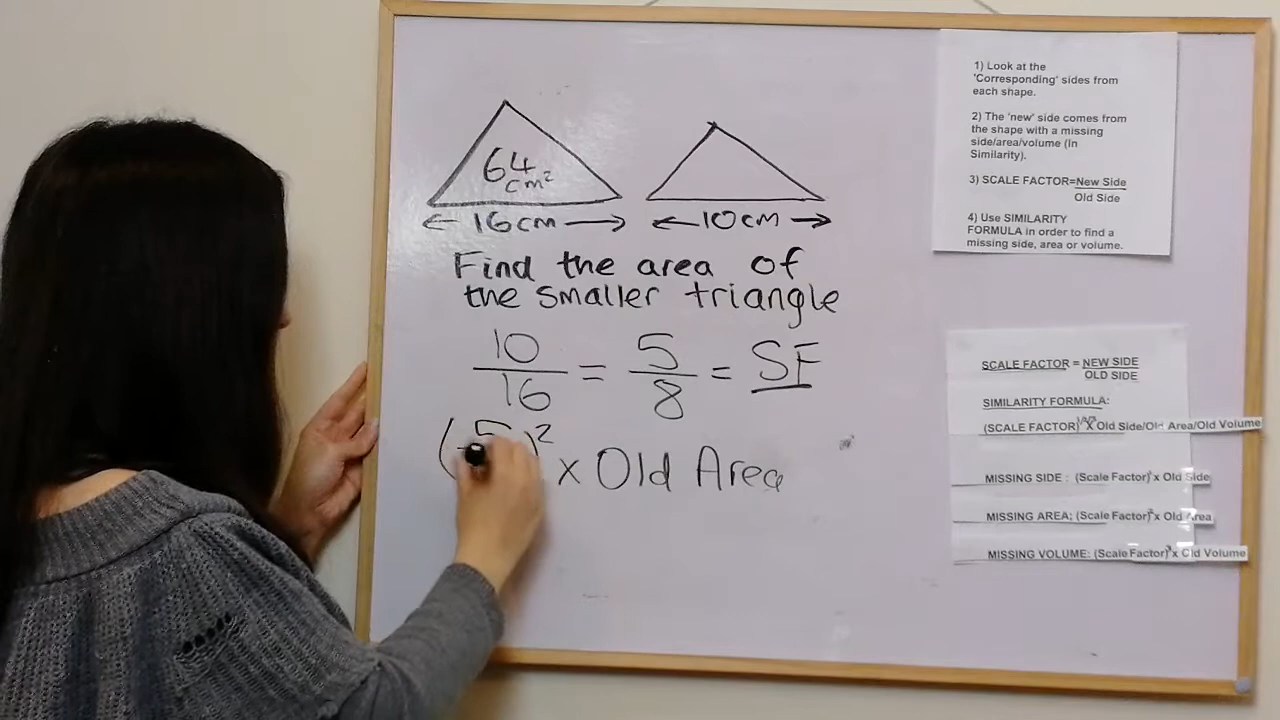 64
cm²
← 16cm →
← 10cm →
Find the area of
the smaller triangle
10/16 = 5/8 = SF
(5)² × Old Area
1) Look at the
'Corresponding' sides from
each shape.
2) The 'new' side comes from
the shape with a missing
side/area/volume (In
Similarity).
3) SCALE FACTOR=New Side
Old Side
4) Use SIMILARITY
FORMULA in order to find a
missing side, area or volume.
SCALE FACTOR = NEW SIDE
OLD SIDE
SIMILARITY FORMULA:
(SCALE FACTOR) x Old Side/Old Area/Old Volume
MISSING SIDE : (Scale Factor) x Old Side
MISSING AREA; (Scale Factor)² x Old Area
MISSING VOLUME: (Scale Factor)³ x Old Volume